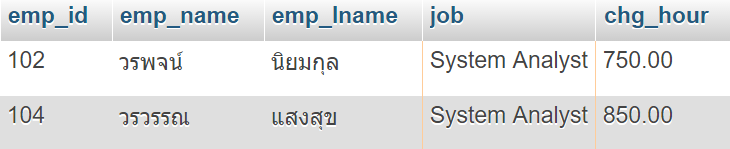 emp_id emp_name emp_lname job chg_hour
102 วรพจน์ นิยมกุล System Analyst 750.00
104 วรวรรณ แสงสุข System Analyst 850.00